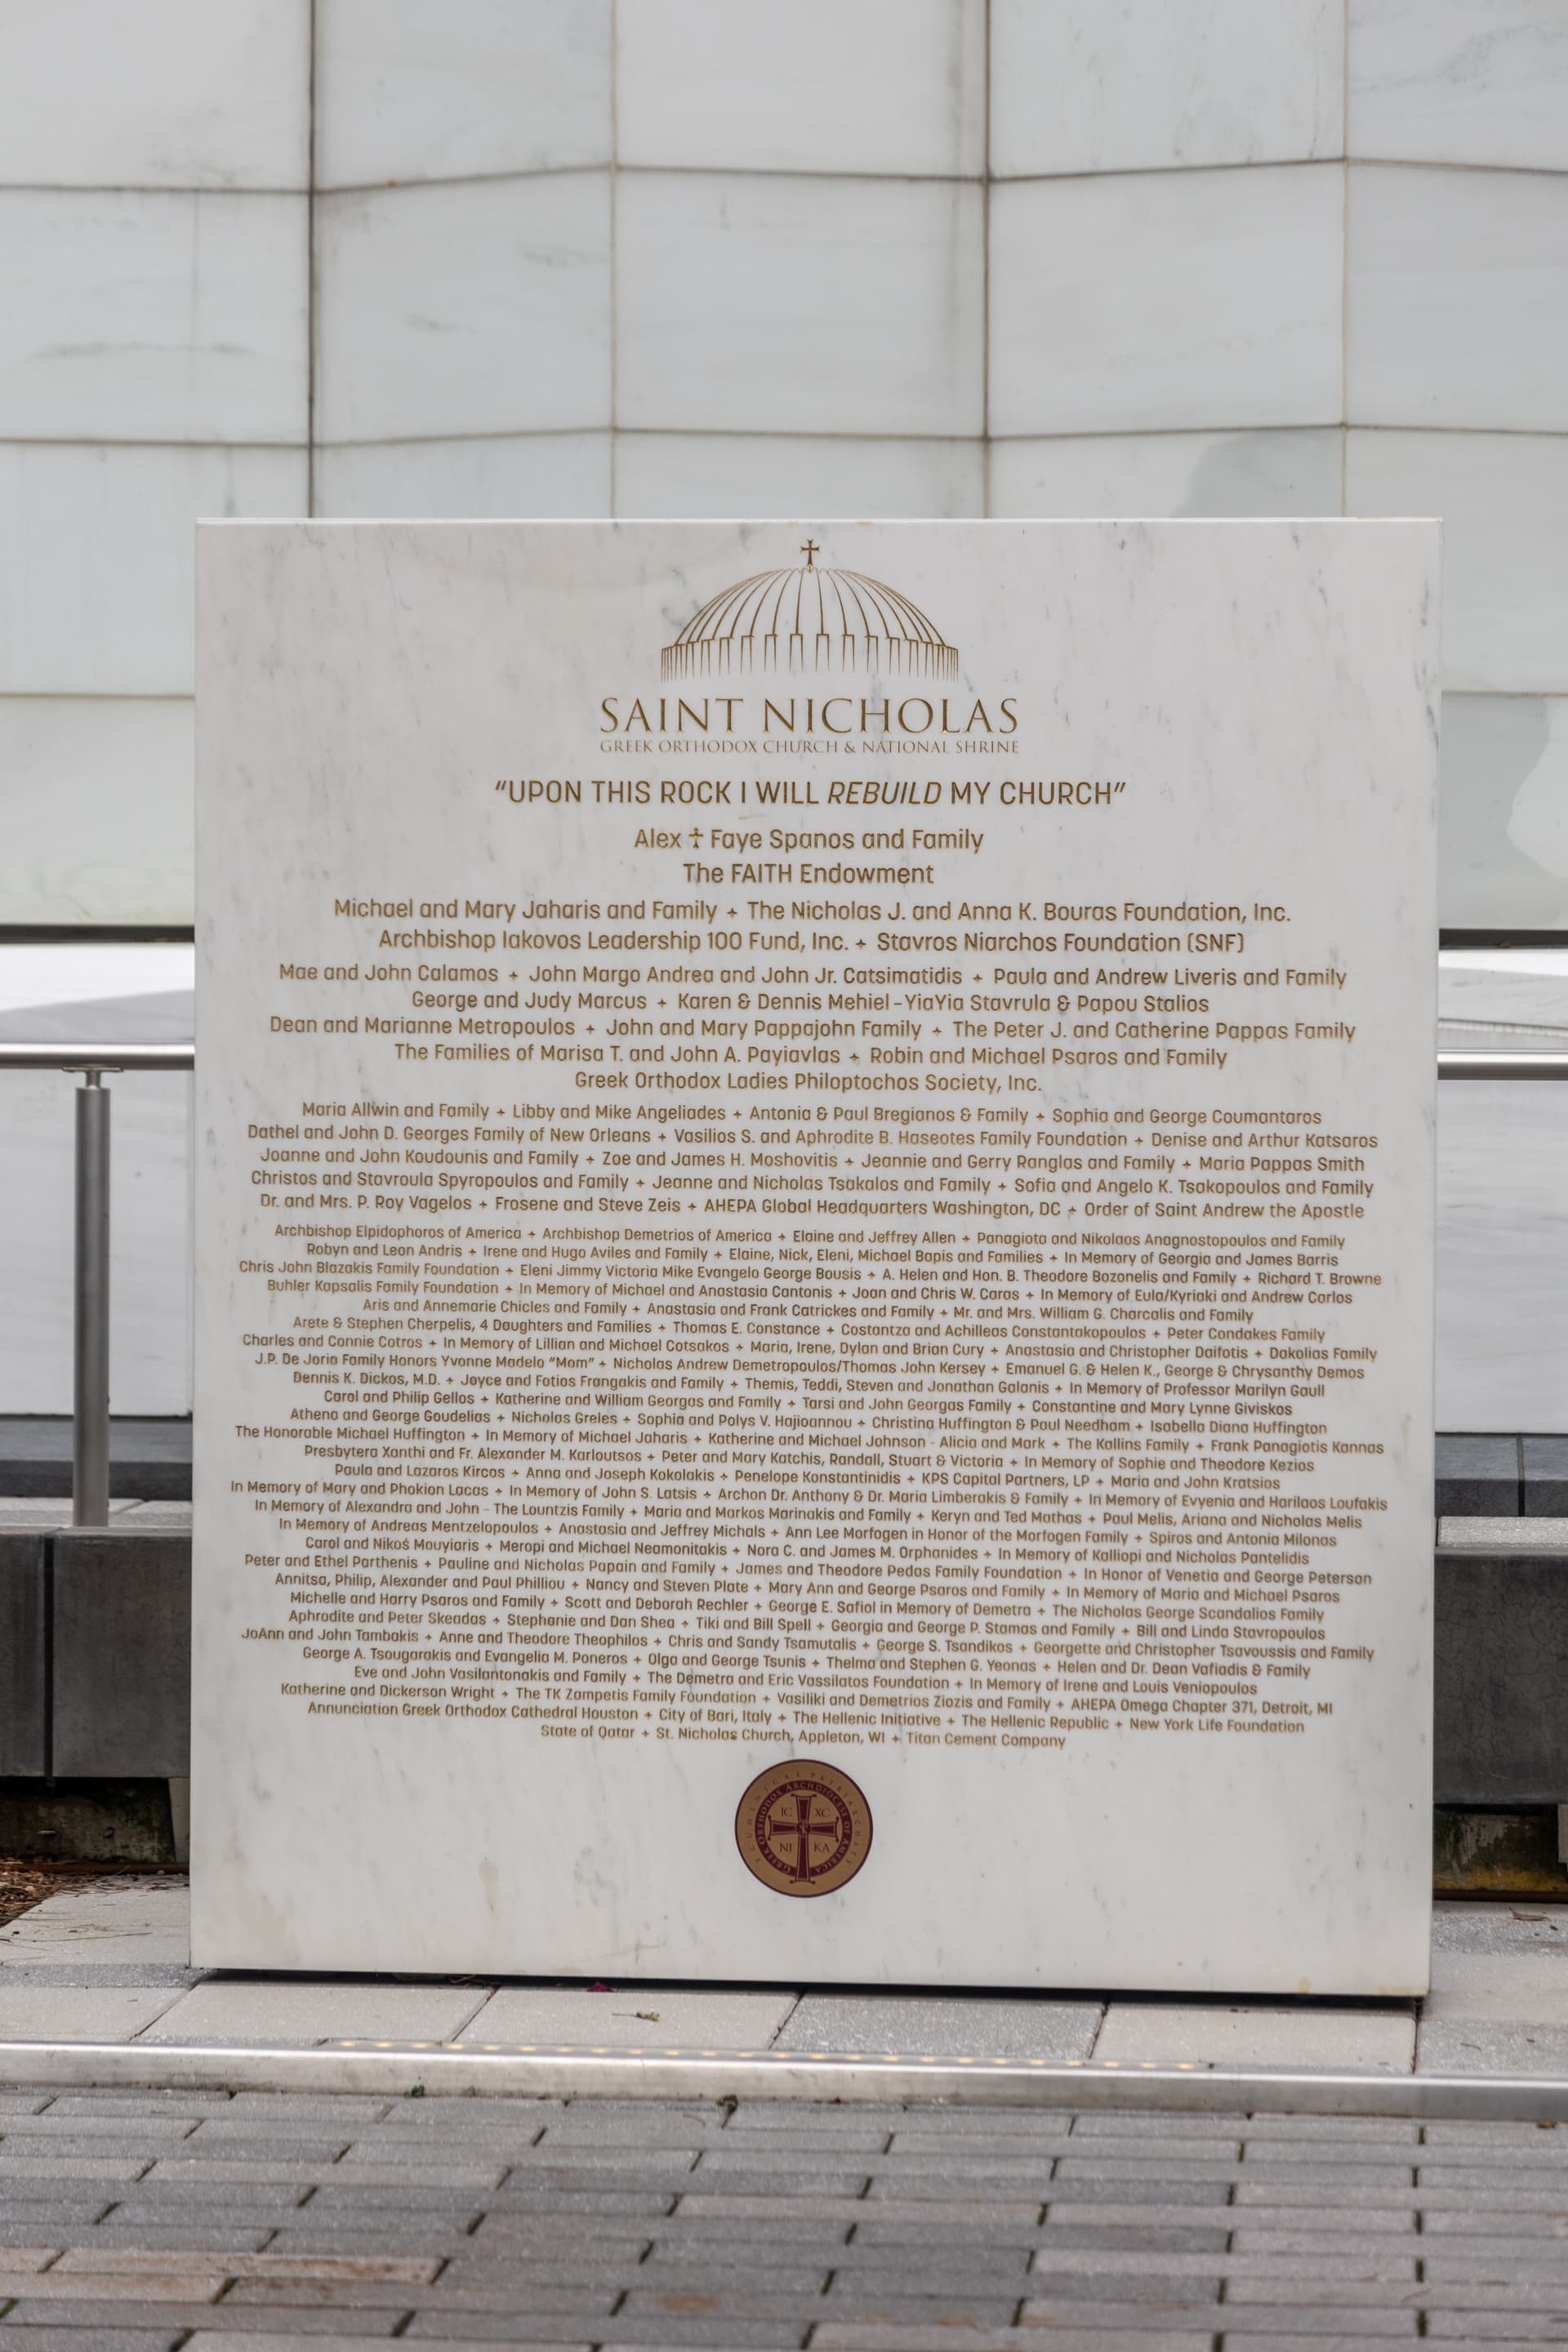 SAINT NICHOLAS
GREEK ORTHODOX CHURCH & NATIONAL SHRINE
“UPON THIS ROCK I WILL REBUILD MY CHURCH”
Alex ☥ Faye Spanos and Family
The FAITH Endowment
Michael and Mary Jaharis and Family + The Nicholas J. and Anna K. Bouras Foundation, Inc.
Archbishop Iakovos Leadership 100 Fund, Inc. + Stavros Niarchos Foundation (SNF)
Mae and John Calamos + John Margo Andrea and John Jr. Catsimatidis + Paula and Andrew Liveris and Family
George and Judy Marcus + Karen & Dennis Mehiel - YiaYia Stavrula & Papou Stalios
Dean and Marianne Metropoulos + John and Mary Pappajohn Family + The Peter J. and Catherine Pappas Family
The Families of Marisa T. and John A. Payiavlas + Robin and Michael Psaros and Family
Greek Orthodox Ladies Philoptochos Society, Inc.
Maria Allwin and Family + Libby and Mike Angeliades + Antonia & Paul Bregianos & Family + Sophia and George Coumantaros
Dathel and John D. Georges Family of New Orleans + Vasilios S. and Aphrodite B. Haseotes Family Foundation + Denise and Arthur Katsaros
Joanne and John Koudounis and Family + Zoe and James H. Moshovitis + Jeannie and Gerry Ranglas and Family + Maria Pappas Smith
Christos and Stavroula Spyropoulos and Family + Jeanne and Nicholas Tsakalos and Family + Sofia and Angelo K. Tsakopoulos and Family
Dr. and Mrs. P. Roy Vagelos + Frosene and Steve Zeis + AHEPA Global Headquarters Washington, DC + Order of Saint Andrew the Apostle
Archbishop Elpidophoros of America + Archbishop Demetrios of America + Elaine and Jeffrey Allen + Panagiota and Nikolaos Anagnostopoulos and Family
Robyn and Leon Andris + Irene and Hugo Aviles and Family + Elaine, Nick, Eleni, Michael Bapis and Families + In Memory of Georgia and James Barris
Chris John Blazakis Family Foundation + Eleni Jimmy Victoria Mike Evangelo George Bousis + A. Helen and Hon. B. Theodore Bozonelis and Family + Richard T. Browne
Buhler Kapsalis Family Foundation + In Memory of Michael and Anastasia Cantonis + Joan and Chris W. Caras + In Memory of Eula/Kyriaki and Andrew Carlos
Aris and Annemarie Chicles and Family + Anastasia and Frank Catrickes and Family + Mr. and Mrs. William G. Charcalis and Family
Arete & Stephen Cherpelis, 4 Daughters and Families + Thomas E. Constance + Costantza and Achilleas Constantakopoulos + Peter Condakes Family
Charles and Connie Cotros + In Memory of Lillian and Michael Cotsakos + Maria, Irene, Dylan and Brian Cury + Anastasia and Christopher Daifotis + Dakolias Family
J.P. De Joria Family Honors Yvonne Madelo “Mom” + Nicholas Andrew Demetropoulos/Thomas John Kersey + Emanuel G. & Helen K., George & Chrysanthy Demos
Dennis K. Dickos, M.D. + Joyce and Fotios Frangakis and Family + Themis, Teddi, Steven and Jonathan Galanis + In Memory of Professor Marilyn Gaull
Carol and Philip Gellos + Katherine and William Georgas and Family + Tarsi and John Georgas Family + Constantine and Mary Lynne Giviskos
Athena and George Goudelias + Nicholas Greles + Sophia and Polys V. Hajioannou + Christina Huffington & Paul Needham + Isabella Diana Huffington
The Honorable Michael Huffington + In Memory of Michael Jaharis + Katherine and Michael Johnson - Alicia and Mark + The Kallins Family + Frank Panagiotis Kannas
Presbytera Xanthi and Fr. Alexander M. Karloutsos + Peter and Mary Katchis, Randall, Stuart & Victoria + In Memory of Sophie and Theodore Kezios
Paula and Lazaros Kircos + Anna and Joseph Kokolakis + Penelope Konstantinidis + KPS Capital Partners, LP + Maria and John Kratsios
In Memory of Mary and Phokion Lacas + In Memory of John S. Latsis + Archon Dr. Anthony & Dr. Maria Limberakis & Family + In Memory of Evyenia and Harilaos Loufakis
In Memory of Alexandra and John - The Lountzis Family + Maria and Markos Marinakis and Family + Keryn and Ted Mathas + Paul Melis, Ariana and Nicholas Melis
In Memory of Andreas Mentzelopoulos + Anastasia and Jeffrey Michals + Ann Lee Morfogen in Honor of the Morfogen Family + Spiros and Antonia Milonas
Carol and Nikos Mouyiaris + Meropi and Michael Neamonitakis + Nora C. and James M. Orphanides + In Memory of Kalliopi and Nicholas Pantelidis
Peter and Ethel Parthenis + Pauline and Nicholas Papain and Family + James and Theodore Pedas Family Foundation + In Honor of Venetia and George Peterson
Annitsa, Philip, Alexander and Paul Philliou + Nancy and Steven Plate + Mary Ann and George Psaros and Family + In Memory of Maria and Michael Psaros
Michelle and Harry Psaros and Family + Scott and Deborah Rechler + George E. Safiol in Memory of Demetra + The Nicholas George Scandalios Family
Aphrodite and Peter Skeadas + Stephanie and Dan Shea + Tiki and Bill Spell + Georgia and George P. Stamas and Family + Bill and Linda Stavropoulos
JoAnn and John Tambakis + Anne and Theodore Theophilos + Chris and Sandy Tsamutalis + George S. Tsandikos + Georgette and Christopher Tsavoussis and Family
George A. Tsougarakis and Evangelia M. Poneros + Olga and George Tsunis + Thelma and Stephen G. Yeonas + Helen and Dr. Dean Vafiadis & Family
Eve and John Vasilantonakis and Family + The Demetra and Eric Vassilatos Foundation + In Memory of Irene and Louis Veniopoulos
Katherine and Dickerson Wright + The TK Zampetis Family Foundation + Vasiliki and Demetrios Ziozis and Family + AHEPA Omega Chapter 371, Detroit, MI
Annunciation Greek Orthodox Cathedral Houston + City of Bari, Italy + The Hellenic Initiative + The Hellenic Republic + New York Life Foundation
State of Qatar + St. Nicholas Church, Appleton, WI + Titan Cement Company
ECUMENICAL PATRIARCHATE
GREEK ORTHODOX ARCHDIOCESE OF AMERICA
IC XC
NI KA